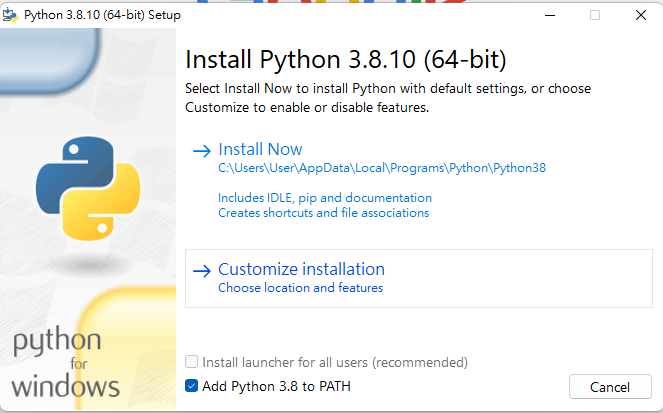 Python 3.8.10 (64-bit) Setup
Install Python 3.8.10 (64-bit)
Select Install Now to install Python with default settings, or choose
Customize to enable or disable features.
Install Now
C:\Users\User\AppData\Local\Programs\Python\Python38
Includes IDLE, pip and documentation
Creates shortcuts and file associations
Customize installation
Choose location and features
python
for
windows
Install launcher for all users (recommended)
Add Python 3.8 to PATH
Cancel